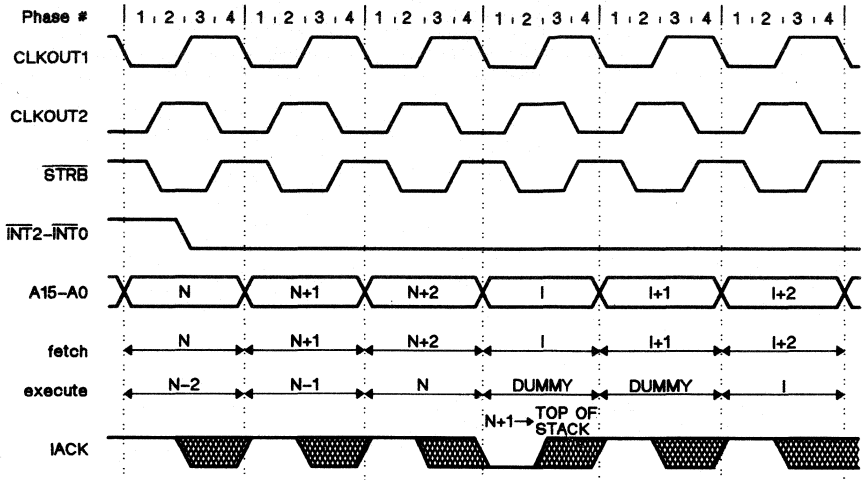 Phase # 1 2 3 4 1 2 3 4 1 2 3 4 1 2 3 4 1 2 3 4 1 2 3 4
CLKOUT1
CLKOUT2
STRB
INT2-INT0
A15-A0 N N+1 N+2 I I+1 I+2
fetch N N+1 N+2 I I+1 I+2
execute N-2 N-1 N DUMMY DUMMY I
N+1→TOP OF
STACK
IACK